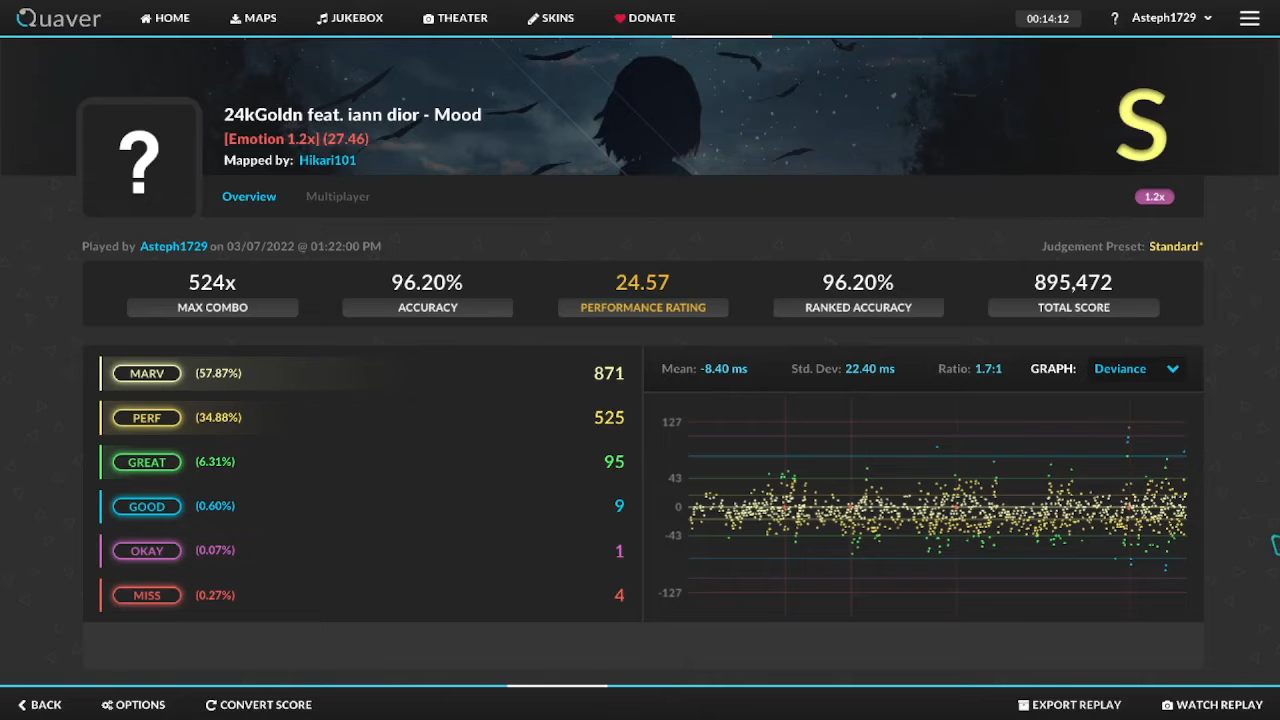 Quaver HOME MAPS JUKEBOX THEATER SKINS DONATE 00:14:12 ? Asteph1729
24kGoldn feat. iann dior - Mood
[Emotion 1.2x] (27.46)
Mapped by: Hikari101
?
S
Overview Multiplayer 1.2x
Played by Asteph1729 on 03/07/2022 @ 01:22:00 PM Judgement Preset: Standard*
524x 96.20% 24.57 96.20% 895,472
MAX COMBO ACCURACY PERFORMANCE RATING RANKED ACCURACY TOTAL SCORE
MARV (57.87%) 871
PERF (34.88%) 525
GREAT (6.31%) 95
GOOD (0.60%) 9
OKAY (0.07%) 1
MISS (0.27%) 4
Mean: -8.40 ms Std. Dev: 22.40 ms Ratio: 1.7:1 GRAPH: Deviance
127
43
0
-43
-127
BACK OPTIONS CONVERT SCORE EXPORT REPLAY WATCH REPLAY